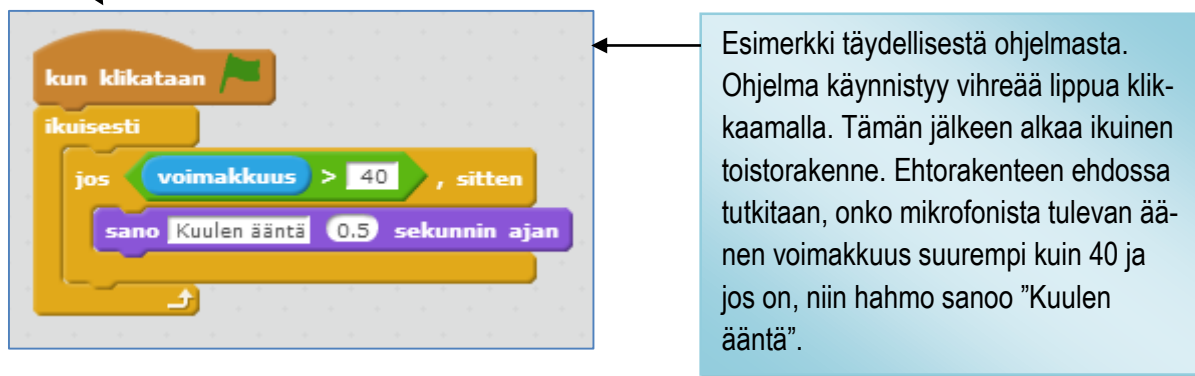 kun klikataan
ikuisesti
jos voimakkuus > 40 , sitten
sano Kuulen ääntä 0.5 sekunnin ajan
Esimerkki täydellisestä ohjelmasta.
Ohjelma käynnistyy vihreää lippua klik-
kaamalla. Tämän jälkeen alkaa ikuinen
toistorakenne. Ehtorakenteen ehdossa
tutkitaan, onko mikrofonista tulevan ää-
nen voimakkuus suurempi kuin 40 ja
jos on, niin hahmo sanoo ”Kuulen
ääntä”.